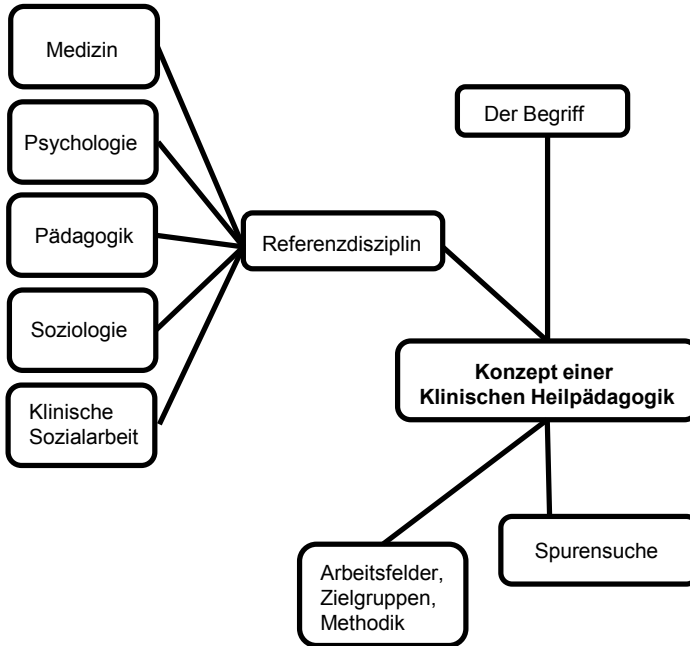 Medizin
Der Begriff
Psychologie
Pädagogik
Referenzdisziplin
Soziologie
Konzept einer
Klinischen Heilpädagogik
Klinische
Sozialarbeit
Arbeitsfelder,
Zielgruppen,
Methodik
Spurensuche